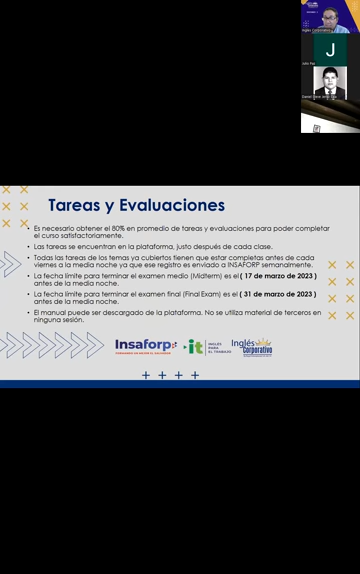 Inglés Corporativo
J
Julio Paz
Tareas y Evaluaciones
• Es necesario obtener el 80% en promedio de tareas y evaluaciones para poder completar
el curso satisfactoriamente.
• Las tareas se encuentran en la plataforma, justo después de cada clase.
• Todas las tareas de los temas ya cubiertos tienen que estar completas antes de cada
viernes a la media noche ya que ese registro es enviado a INSAFORP semanalmente.
• La fecha límite para terminar el examen medio (Midterm) es el ( 17 de marzo de 2023 )
antes de la media noche.
• La fecha límite para terminar el examen final (Final Exam) es el ( 31 de marzo de 2023 )
antes de la media noche.
• El manual puede ser descargado de la plataforma. No se utiliza material de terceros en
ninguna sesión.
Insaforp
it
INGLÉS
PARA
EL TRABAJO
Inglés
Corporativo